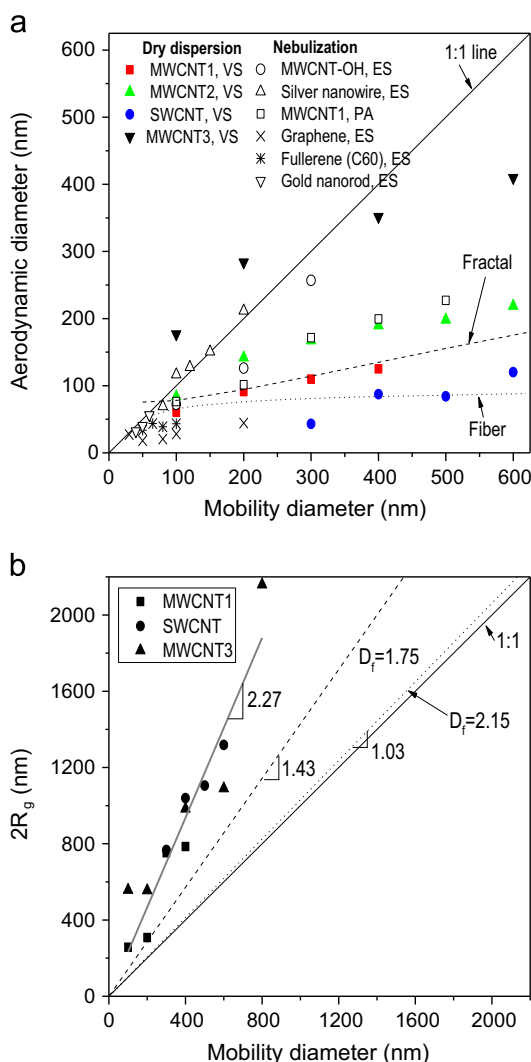 a
Aerodynamic diameter (nm)
600
500
400
300
200
100
0
Dry dispersion
MWCNT1, VS
MWCNT2, VS
SWCNT, VS
MWCNT3, VS
Nebulization
MWCNT-OH, ES
Silver nanowire, ES
MWCNT1, PA
Graphene, ES
Fullerene (C60), ES
Gold nanorod, ES
1:1 line
Fractal
Fiber
0 100 200 300 400 500 600
Mobility diameter (nm)
b
2Rg (nm)
2000
1600
1200
800
400
0
MWCNT1
SWCNT
MWCNT3
2.27
Df=1.75
1:1
Df=2.15
1.43
1.03
0 400 800 1200 1600 2000
Mobility diameter (nm)